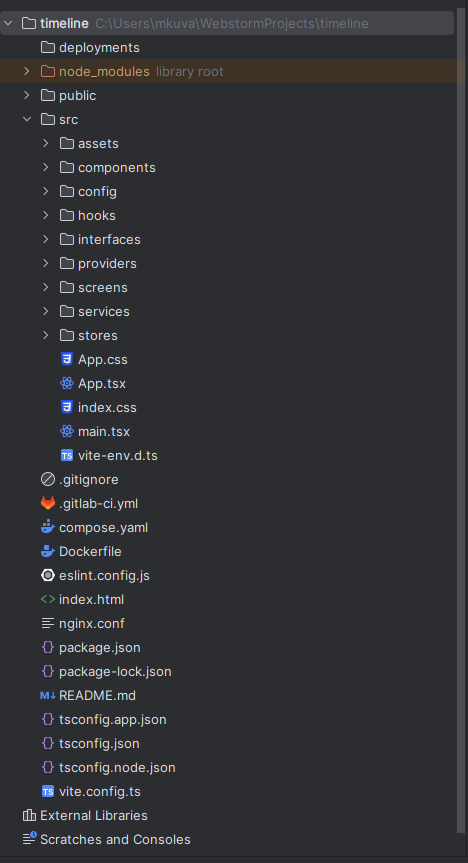 timeline C:\Users\mkuva\WebstormProjects\timeline
deployments
node_modules library root
public
src
assets
components
config
hooks
interfaces
providers
screens
services
stores
App.css
App.tsx
index.css
main.tsx
TS vite-env.d.ts
.gitignore
.gitlab-ci.yml
compose.yaml
Dockerfile
eslint.config.js
<> index.html
nginx.conf
{} package.json
{} package-lock.json
M↓ README.md
{} tsconfig.app.json
{} tsconfig.json
{} tsconfig.node.json
TS vite.config.ts
External Libraries
Scratches and Consoles